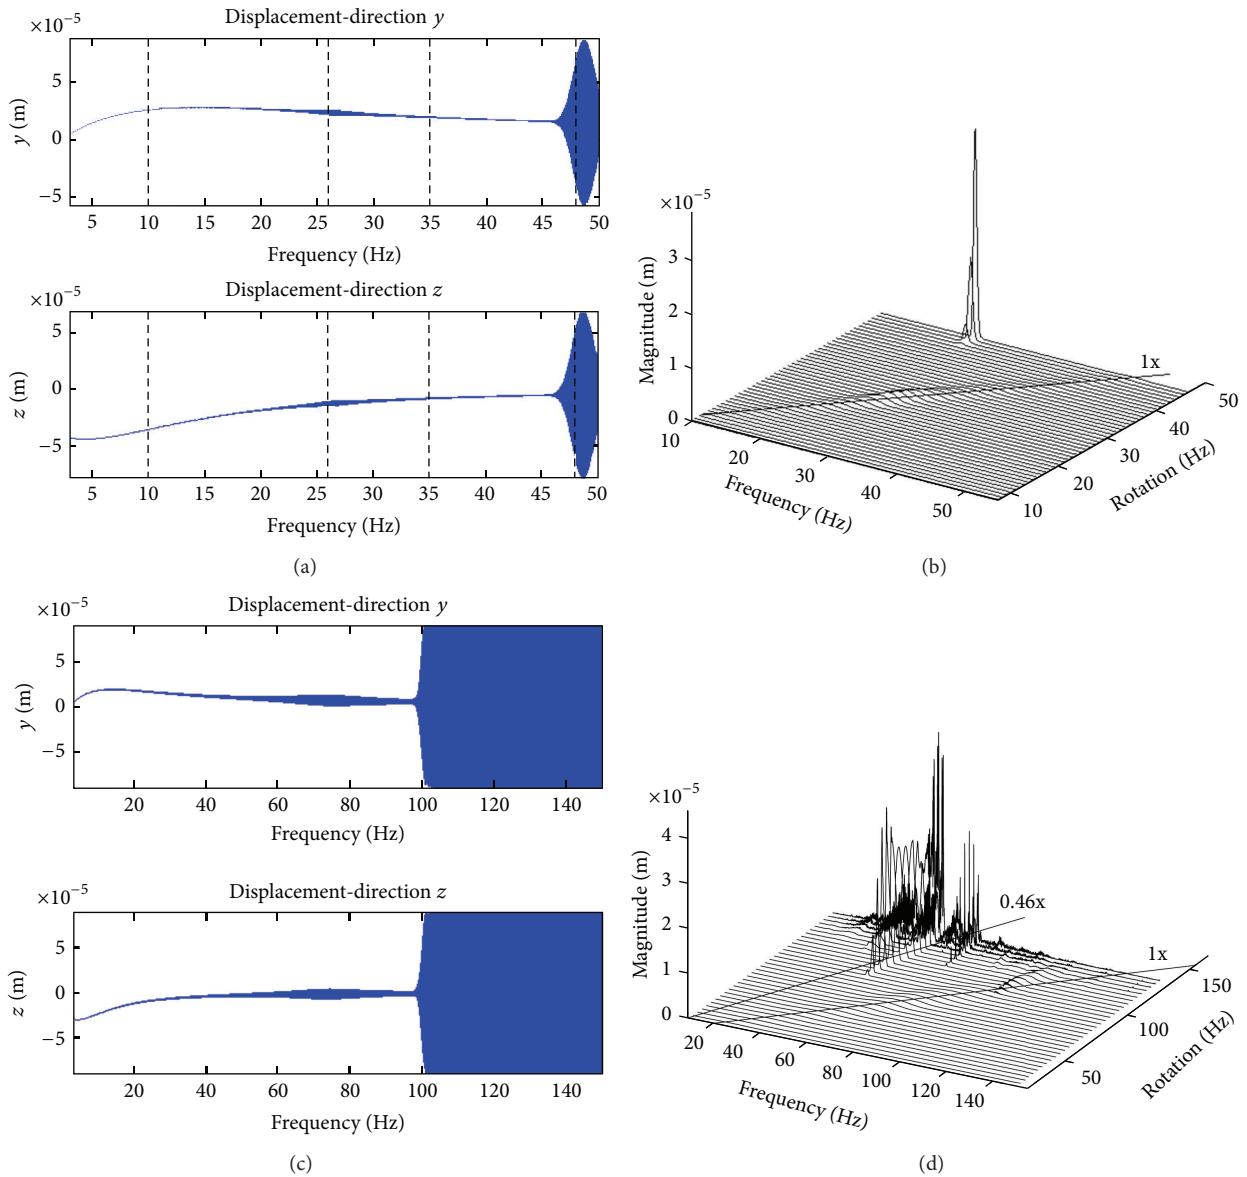 Displacement-direction y
×10−5
5
0
−5
y (m)
5 10 15 20 25 30 35 40 45 50
Frequency (Hz)
Displacement-direction z
×10−5
5
0
−5
z (m)
5 10 15 20 25 30 35 40 45 50
Frequency (Hz)
(a)
×10−5
3
2
1
0
Magnitude (m)
1x
10 20 30 40 50
Frequency (Hz)
10 20 30 40 50
Rotation (Hz)
(b)
Displacement-direction y
×10−5
5
0
−5
y (m)
20 40 60 80 100 120 140
Frequency (Hz)
Displacement-direction z
×10−5
5
0
−5
z (m)
20 40 60 80 100 120 140
Frequency (Hz)
(c)
×10−5
4
3
2
1
0
Magnitude (m)
0.46x
1x
20 40 60 80 100 120 140
Frequency (Hz)
50 100 150
Rotation (Hz)
(d)